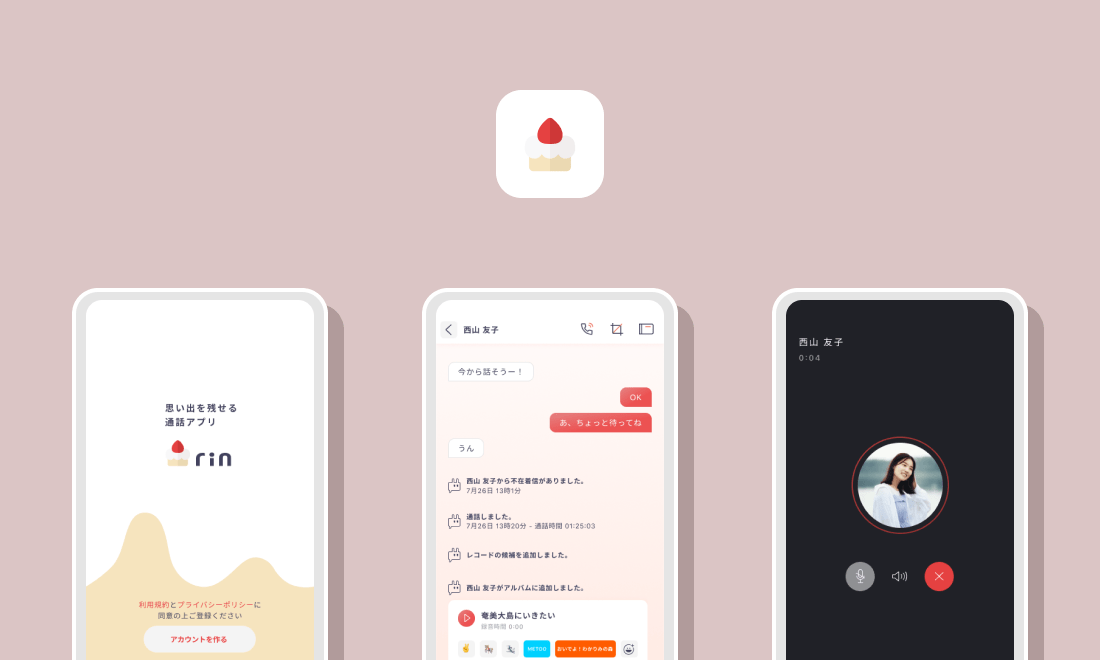 思い出を残せる
通話アプリ
rin
利用規約とプライバシーポリシーに
同意の上ご登録ください
アカウントを作る
西山 友子
今から話そうー！
OK
あ、ちょっと待ってね
うん
西山 友子から不在着信がありました。
7月26日 13時1分
通話しました。
7月26日 13時20分 - 通話時間 01:25:03
レコードの候補を追加しました。
西山 友子がアルバムに追加しました。
奄美大島にいきたい
録音時間 0:00
METOO
おいでよ！わかりみの森
西山 友子
0:04